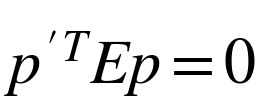 p'ᵀEp = 0